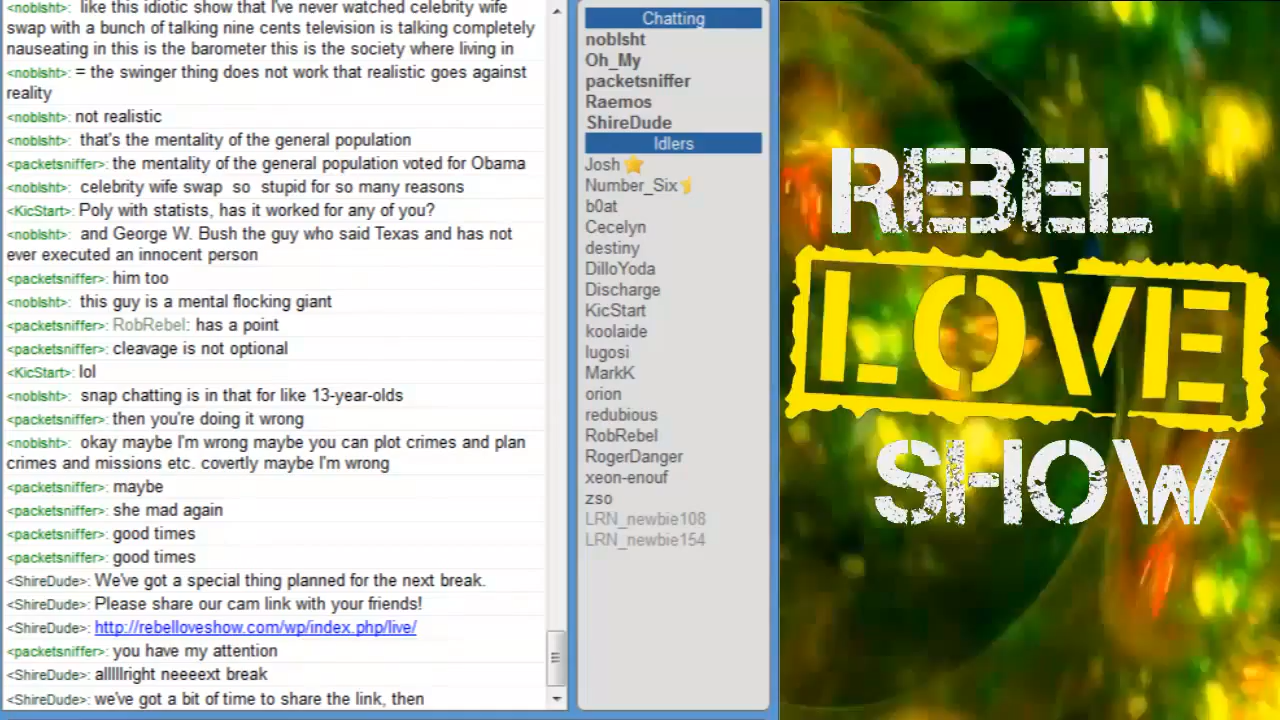 <noblsht>: like this idiotic show that I've never watched celebrity wife
swap with a bunch of talking nine cents television is talking completely
nauseating in this is the barometer this is the society where living in
<noblsht>: = the swinger thing does not work that realistic goes against
reality
<noblsht>: not realistic
<noblsht>: that's the mentality of the general population
<packetsniffer>: the mentality of the general population voted for Obama
<noblsht>: celebrity wife swap so stupid for so many reasons
<KicStart>: Poly with statists, has it worked for any of you?
<noblsht>: and George W. Bush the guy who said Texas and has not
ever executed an innocent person
<packetsniffer>: him too
<noblsht>: this guy is a mental flocking giant
<packetsniffer>: RobRebel: has a point
<packetsniffer>: cleavage is not optional
<KicStart>: lol
<noblsht>: snap chatting is in that for like 13-year-olds
<packetsniffer>: then you're doing it wrong
<noblsht>: okay maybe I'm wrong maybe you can plot crimes and plan
crimes and missions etc. covertly maybe I'm wrong
<packetsniffer>: maybe
<packetsniffer>: she mad again
<packetsniffer>: good times
<packetsniffer>: good times
<ShireDude>: We've got a special thing planned for the next break.
<ShireDude>: Please share our cam link with your friends!
<ShireDude>: http://rebelloveshow.com/wp/index.php/live/
<packetsniffer>: you have my attention
<ShireDude>: alllllright neeeext break
<ShireDude>: we've got a bit of time to share the link, then
Chatting
noblsht
Oh_My
packetsniffer
Raemos
ShireDude
Idlers
Josh
Number_Six
b0at
Cecelyn
destiny
DilloYoda
Discharge
KicStart
koolaide
lugosi
MarkK
orion
redubious
RobRebel
RogerDanger
xeon-enouf
zso
LRN_newbie108
LRN_newbie154
REBEL
LOVE
SHOW